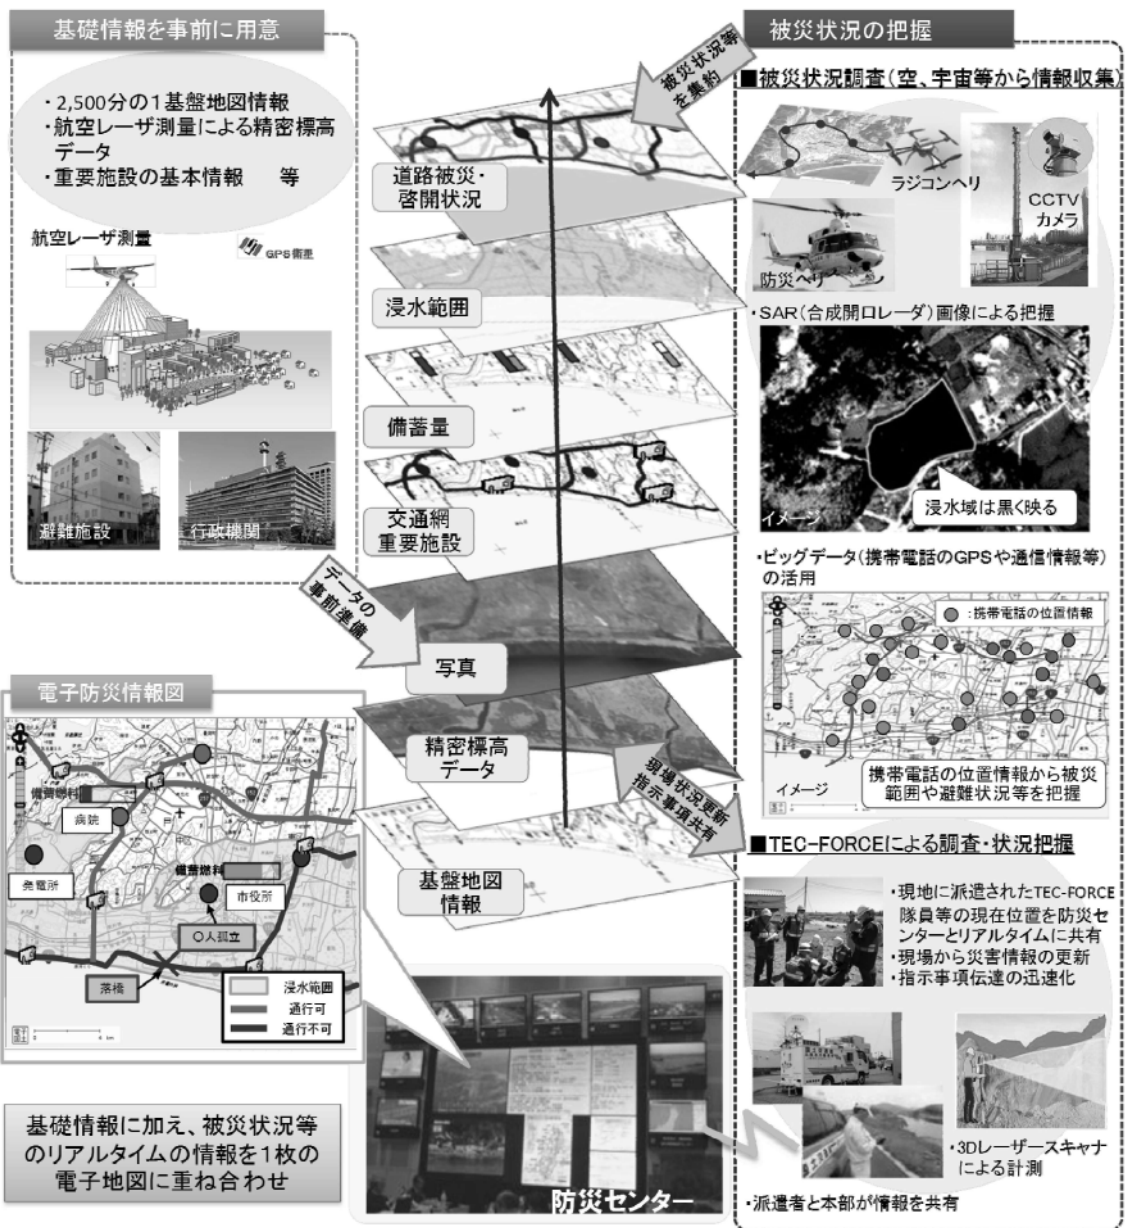 基礎情報を事前に用意
・2,500分の1基盤地図情報
・航空レーザ測量による精密標高
データ
・重要施設の基本情報　等
航空レーザ測量
GPS衛星
避難施設
行政機関
データの
事前準備
電子防災情報図
備蓄燃料
病院
発電所
備蓄燃料
市役所
〇人孤立
落橋
浸水範囲
通行可
通行不可
基礎情報に加え、被災状況等
のリアルタイムの情報を1枚の
電子地図に重ね合わせ
被災状況等
を集約
道路被災・
啓開状況
浸水範囲
備蓄量
交通網
重要施設
写真
精密標高
データ
基盤地図
情報
現場状況更新
指示事項共有
防災センター
被災状況の把握
■被災状況調査(空、宇宙等から情報収集)
ラジコンヘリ
CCTV
カメラ
防災ヘリ
・SAR(合成開口レーダ)画像による把握
浸水域は黒く映る
イメージ
・ビッグデータ(携帯電話のGPSや通信情報等)
の活用
:携帯電話の位置情報
イメージ
携帯電話の位置情報から被災
範囲や避難状況等を把握
■TEC-FORCEによる調査・状況把握
・現地に派遣されたTEC-FORCE
隊員等の現在位置を防災セ
ンターとリアルタイムに共有
・現場から災害情報の更新
・指示事項伝達の迅速化
・3Dレーザースキャナ
による計測
・派遣者と本部が情報を共有